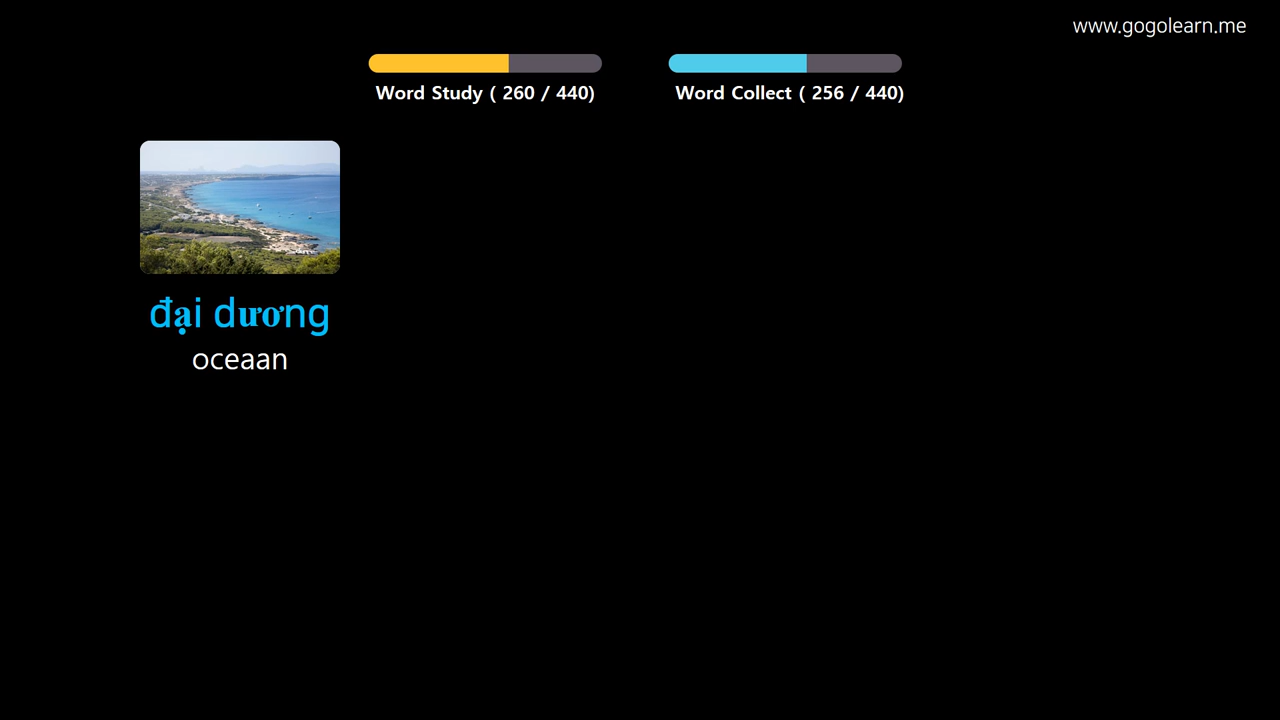 www.gogolearn.me
Word Study ( 260 / 440)
Word Collect ( 256 / 440)
đại dương
oceaan